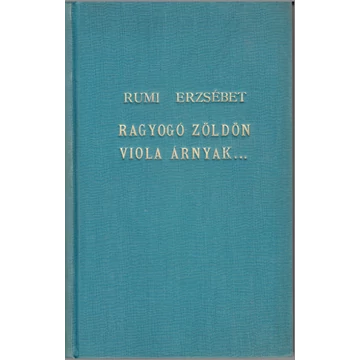 RUMI ERZSÉBET
RAGYOGÓ ZÖLDÖN
VIOLA ÁRNYAK...